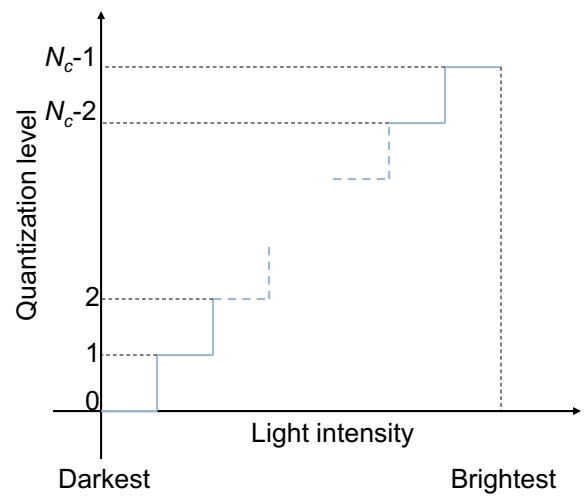 N_c-1
N_c-2
Quantization level
2
1
0
Light intensity
Darkest
Brightest